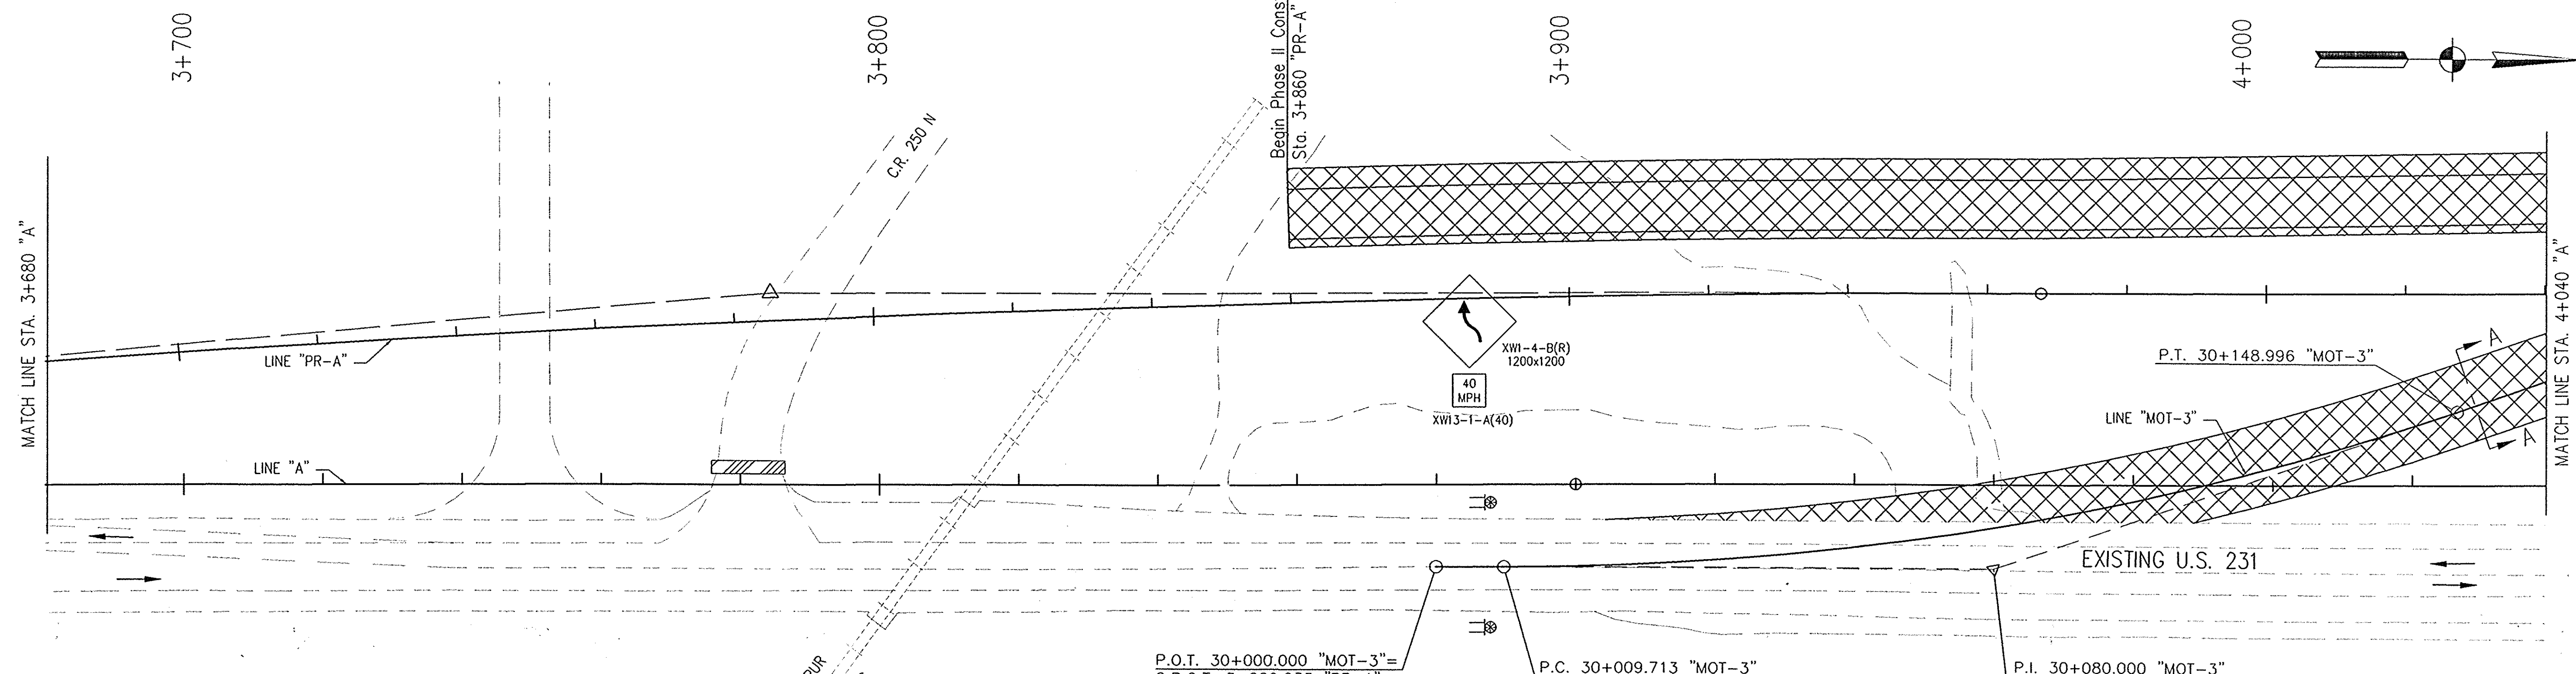 3+700
3+800
Begin Phase II Cons
Sta. 3+860 "PR-A"
3+900
4+000
C.R. 250 N
MATCH LINE STA. 3+680 "A"
MATCH LINE STA. 4+040 "A"
LINE "PR-A"
XW1-4-B(R)
1200x1200
40
MPH
XW13-1-A(40)
P.T. 30+148.996 "MOT-3"
A
LINE "MOT-3"
A
LINE "A"
EXISTING U.S. 231
PUR
P.O.T. 30+000.000 "MOT-3"=
P.C. 30+009.713 "MOT-3"
P.I. 30+080.000 "MOT-3"